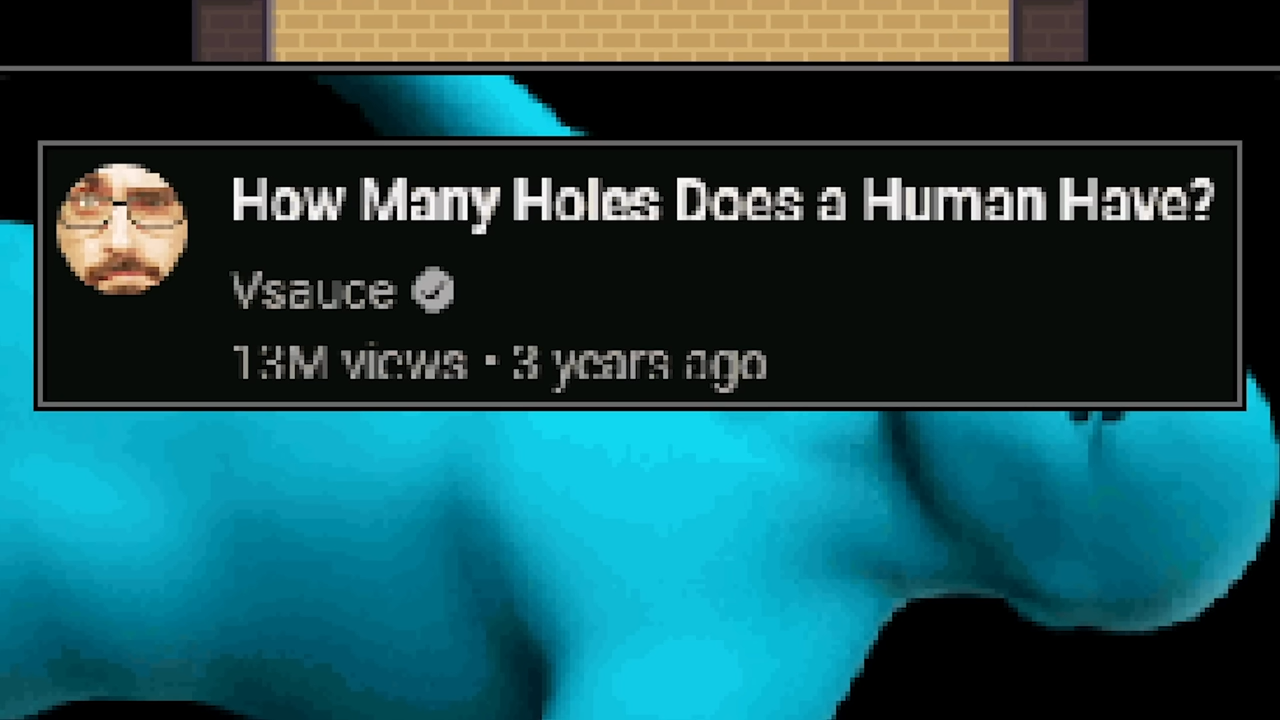 How Many Holes Does a Human Have?
Vsauce
13M views • 3 years ago